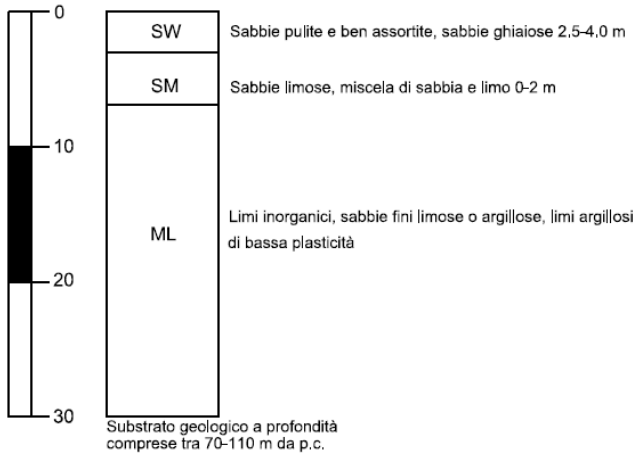 0
SW
Sabbie pulite e ben assortite, sabbie ghiaiose 2,5-4,0 m
SM
Sabbie limose, miscela di sabbia e limo 0-2 m
10
ML
Limi inorganici, sabbie fini limose o argillose, limi argillosi
di bassa plasticità
20
30
Substrato geologico a profondità
comprese tra 70-110 m da p.c.